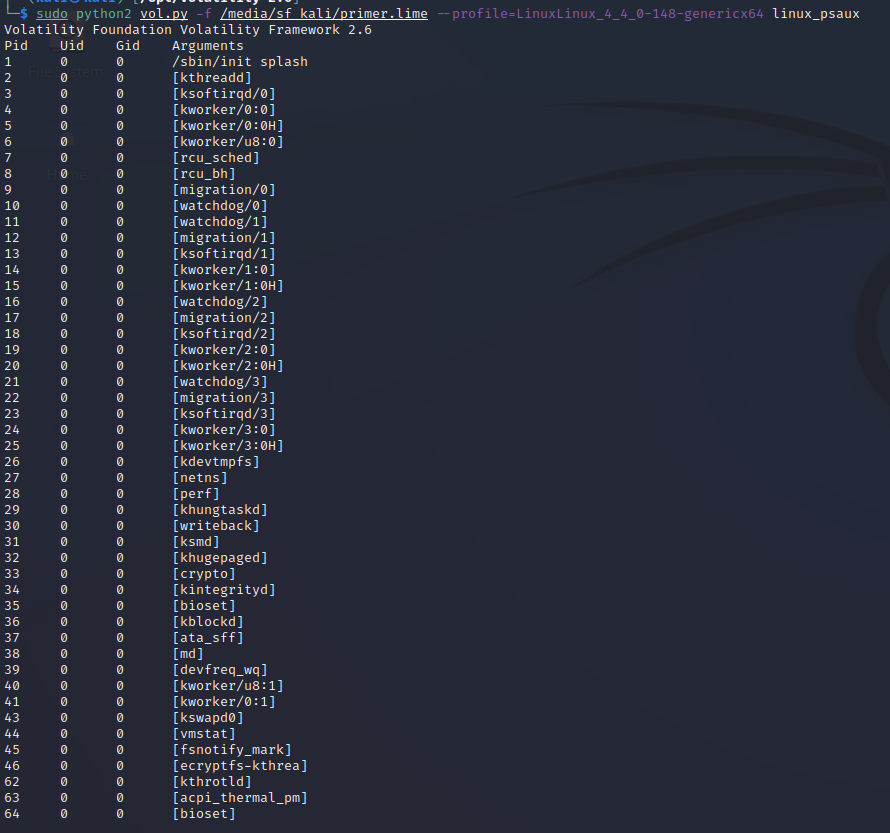 └─$ sudo python2 vol.py -f /media/sf_kali/primer.lime --profile=LinuxLinux_4_4_0-148-genericx64 linux_psaux
Volatility Foundation Volatility Framework 2.6
Pid Uid Gid Arguments
1 0 0 /sbin/init splash
2 0 0 [kthreadd]
3 0 0 [ksoftirqd/0]
4 0 0 [kworker/0:0]
5 0 0 [kworker/0:0H]
6 0 0 [kworker/u8:0]
7 0 0 [rcu_sched]
8 0 0 [rcu_bh]
9 0 0 [migration/0]
10 0 0 [watchdog/0]
11 0 0 [watchdog/1]
12 0 0 [migration/1]
13 0 0 [ksoftirqd/1]
14 0 0 [kworker/1:0]
15 0 0 [kworker/1:0H]
16 0 0 [watchdog/2]
17 0 0 [migration/2]
18 0 0 [ksoftirqd/2]
19 0 0 [kworker/2:0]
20 0 0 [kworker/2:0H]
21 0 0 [watchdog/3]
22 0 0 [migration/3]
23 0 0 [ksoftirqd/3]
24 0 0 [kworker/3:0]
25 0 0 [kworker/3:0H]
26 0 0 [kdevtmpfs]
27 0 0 [netns]
28 0 0 [perf]
29 0 0 [khungtaskd]
30 0 0 [writeback]
31 0 0 [ksmd]
32 0 0 [khugepaged]
33 0 0 [crypto]
34 0 0 [kintegrityd]
35 0 0 [bioset]
36 0 0 [kblockd]
37 0 0 [ata_sff]
38 0 0 [md]
39 0 0 [devfreq_wq]
40 0 0 [kworker/u8:1]
41 0 0 [kworker/0:1]
43 0 0 [kswapd0]
44 0 0 [vmstat]
45 0 0 [fsnotify_mark]
46 0 0 [ecryptfs-kthrea]
62 0 0 [kthrotld]
63 0 0 [acpi_thermal_pm]
64 0 0 [bioset]